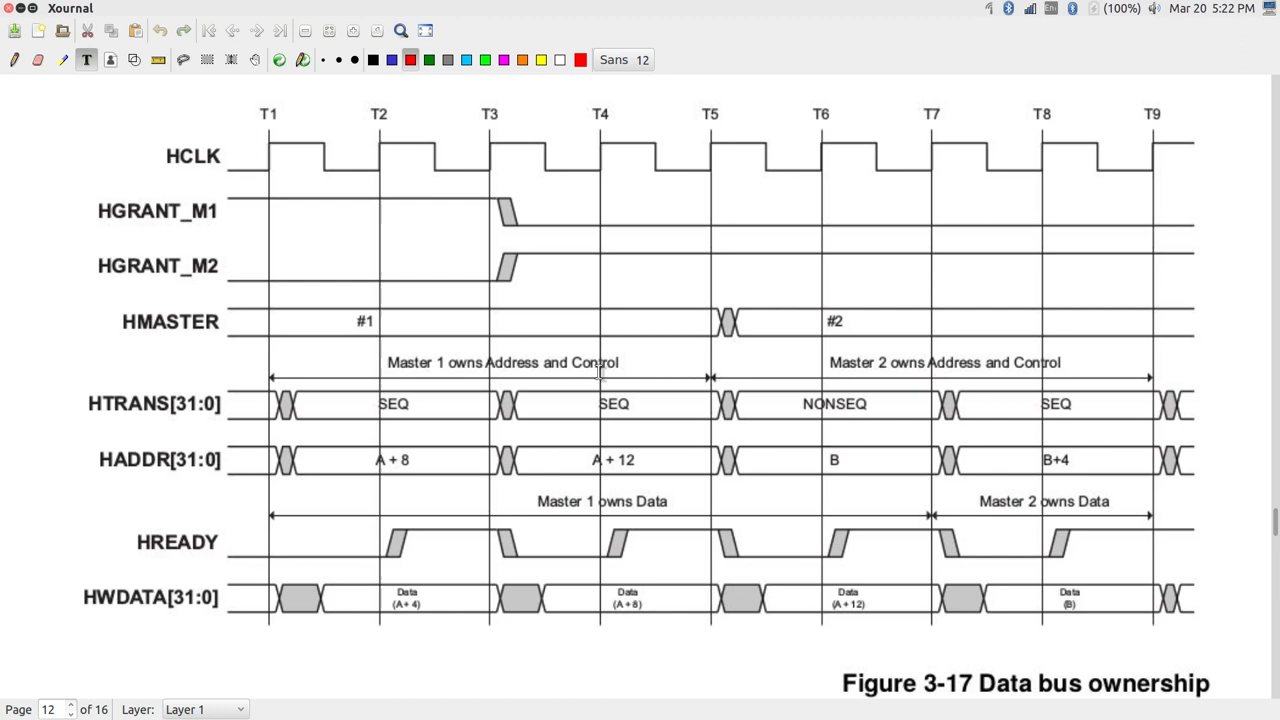 Xournal
En (100%) Mar 20 5:22 PM
T Sans 12
T1 T2 T3 T4 T5 T6 T7 T8 T9
HCLK
HGRANT_M1
HGRANT_M2
HMASTER #1 #2
Master 1 owns Address and Control Master 2 owns Address and Control
HTRANS[31:0] SEQ SEQ NONSEQ SEQ
HADDR[31:0] A + 8 A + 12 B B+4
Master 1 owns Data Master 2 owns Data
HREADY
HWDATA[31:0] Data (A + 4) Data (A + 8) Data (A + 12) Data (B)
Figure 3-17 Data bus ownership
Page 12 of 16 Layer: Layer 1